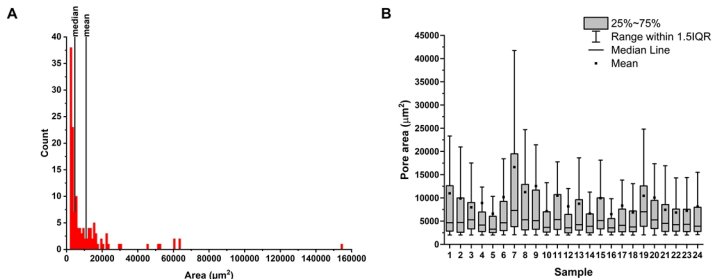 A
median
mean
40
35
30
25
20
15
10
5
0
Count
0 20000 40000 60000 80000 100000 120000 140000 160000
Area (μm²)
B
25%~75%
Range within 1.5IQR
Median Line
Mean
45000
40000
35000
30000
25000
20000
15000
10000
5000
0
Pore area (μm²)
1 2 3 4 5 6 7 8 9 10 11 12 13 14 15 16 17 18 19 20 21 22 23 24
Sample